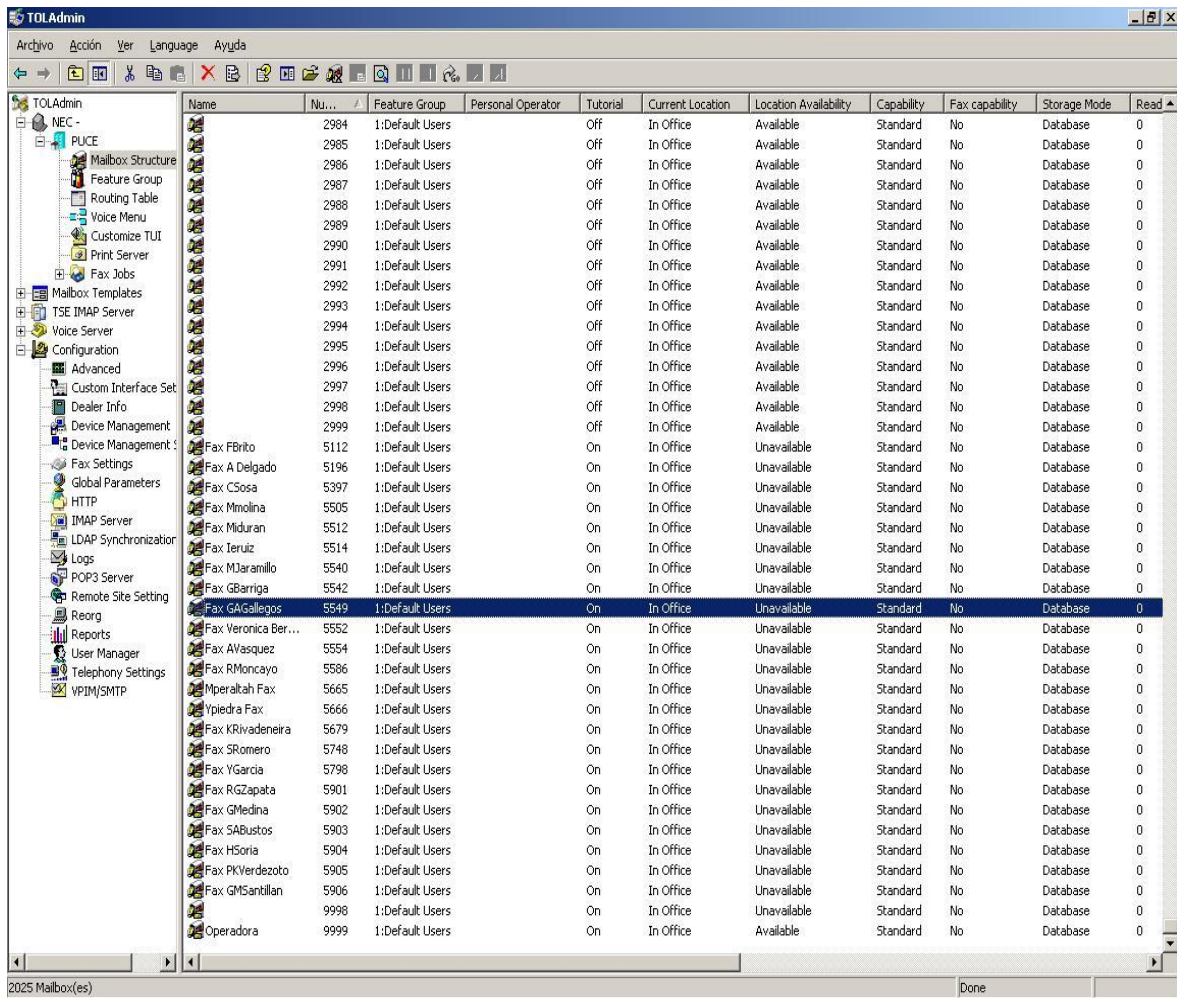 TOLAdmin
Archivo Acción Ver Language Ayuda
TOLAdmin
NEC -
PUCE
Mailbox Structure
Feature Group
Routing Table
Voice Menu
Customize TUI
Print Server
Fax Jobs
Mailbox Templates
TSE IMAP Server
Voice Server
Configuration
Advanced
Custom Interface Set
Dealer Info
Device Management
Device Management S
Fax Settings
Global Parameters
HTTP
IMAP Server
LDAP Synchronization
Logs
POP3 Server
Remote Site Setting
Reorg
Reports
User Manager
Telephony Settings
VPIM/SMTP
Name Nu... Feature Group Personal Operator Tutorial Current Location Location Availability Capability Fax capability Storage Mode Read
2984 1:Default Users Off In Office Available Standard No Database 0
2985 1:Default Users Off In Office Available Standard No Database 0
2986 1:Default Users Off In Office Available Standard No Database 0
2987 1:Default Users Off In Office Available Standard No Database 0
2988 1:Default Users Off In Office Available Standard No Database 0
2989 1:Default Users Off In Office Available Standard No Database 0
2990 1:Default Users Off In Office Available Standard No Database 0
2991 1:Default Users Off In Office Available Standard No Database 0
2992 1:Default Users Off In Office Available Standard No Database 0
2993 1:Default Users Off In Office Available Standard No Database 0
2994 1:Default Users Off In Office Available Standard No Database 0
2995 1:Default Users Off In Office Available Standard No Database 0
2996 1:Default Users Off In Office Available Standard No Database 0
2997 1:Default Users Off In Office Available Standard No Database 0
2998 1:Default Users Off In Office Available Standard No Database 0
2999 1:Default Users Off In Office Available Standard No Database 0
Fax FBrito 5112 1:Default Users On In Office Unavailable Standard No Database 0
Fax A Delgado 5196 1:Default Users On In Office Unavailable Standard No Database 0
Fax CSosa 5397 1:Default Users On In Office Unavailable Standard No Database 0
Fax Mmolina 5505 1:Default Users On In Office Unavailable Standard No Database 0
Fax Miduran 5512 1:Default Users On In Office Unavailable Standard No Database 0
Fax Ieruiz 5514 1:Default Users On In Office Unavailable Standard No Database 0
Fax MJaramillo 5540 1:Default Users On In Office Unavailable Standard No Database 0
Fax GBarriga 5542 1:Default Users On In Office Unavailable Standard No Database 0
Fax GAGallegos 5549 1:Default Users On In Office Unavailable Standard No Database 0
Fax Veronica Ber... 5552 1:Default Users On In Office Unavailable Standard No Database 0
Fax AVasquez 5554 1:Default Users On In Office Unavailable Standard No Database 0
Fax RMoncayo 5586 1:Default Users On In Office Unavailable Standard No Database 0
Mperaltah Fax 5665 1:Default Users On In Office Unavailable Standard No Database 0
Ypiedra Fax 5666 1:Default Users On In Office Unavailable Standard No Database 0
Fax KRivadeneira 5679 1:Default Users On In Office Unavailable Standard No Database 0
Fax SRomero 5748 1:Default Users On In Office Unavailable Standard No Database 0
Fax YGarcia 5798 1:Default Users On In Office Unavailable Standard No Database 0
Fax RGZapata 5901 1:Default Users On In Office Unavailable Standard No Database 0
Fax GMedina 5902 1:Default Users On In Office Unavailable Standard No Database 0
Fax SABustos 5903 1:Default Users On In Office Unavailable Standard No Database 0
Fax HSoria 5904 1:Default Users On In Office Unavailable Standard No Database 0
Fax PKVerdezoto 5905 1:Default Users On In Office Unavailable Standard No Database 0
Fax GMSantillan 5906 1:Default Users On In Office Unavailable Standard No Database 0
9998 1:Default Users On In Office Unavailable Standard No Database 0
Operadora 9999 1:Default Users On In Office Available Standard No Database 0
2025 Mailbox(es) Done